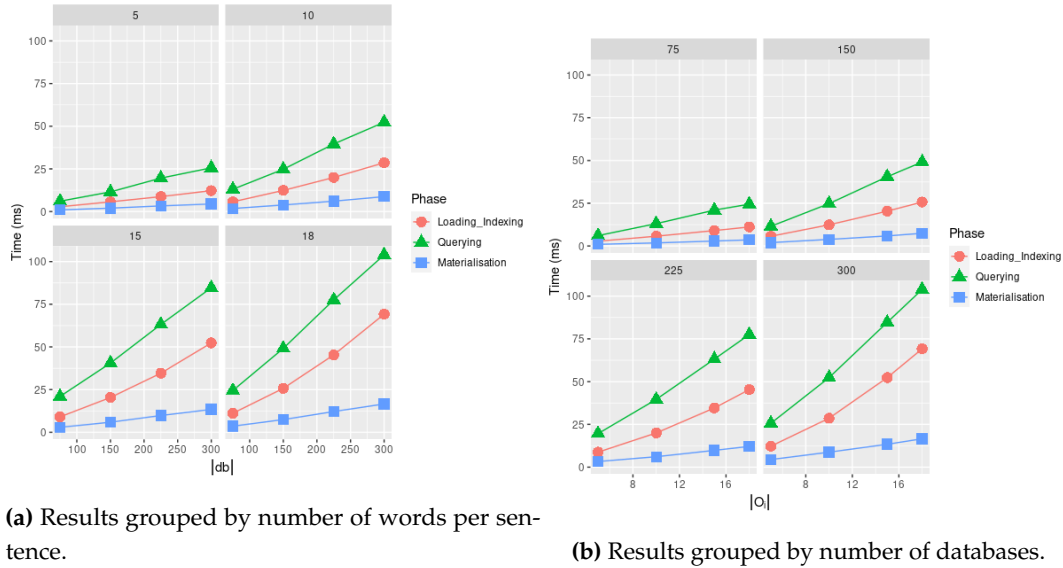 5
10
100
75
50
25
0
15
18
100
75
50
25
0
100 150 200 250 300
100 150 200 250 300
Time (ms)
|db|
Phase
Loading_Indexing
Querying
Materialisation
(a) Results grouped by number of words per sen-
tence.
75
150
100
75
50
25
0
225
300
100
75
50
25
0
8 12 16
8 12 16
Time (ms)
|Oᵢ|
Phase
Loading_Indexing
Querying
Materialisation
(b) Results grouped by number of databases.